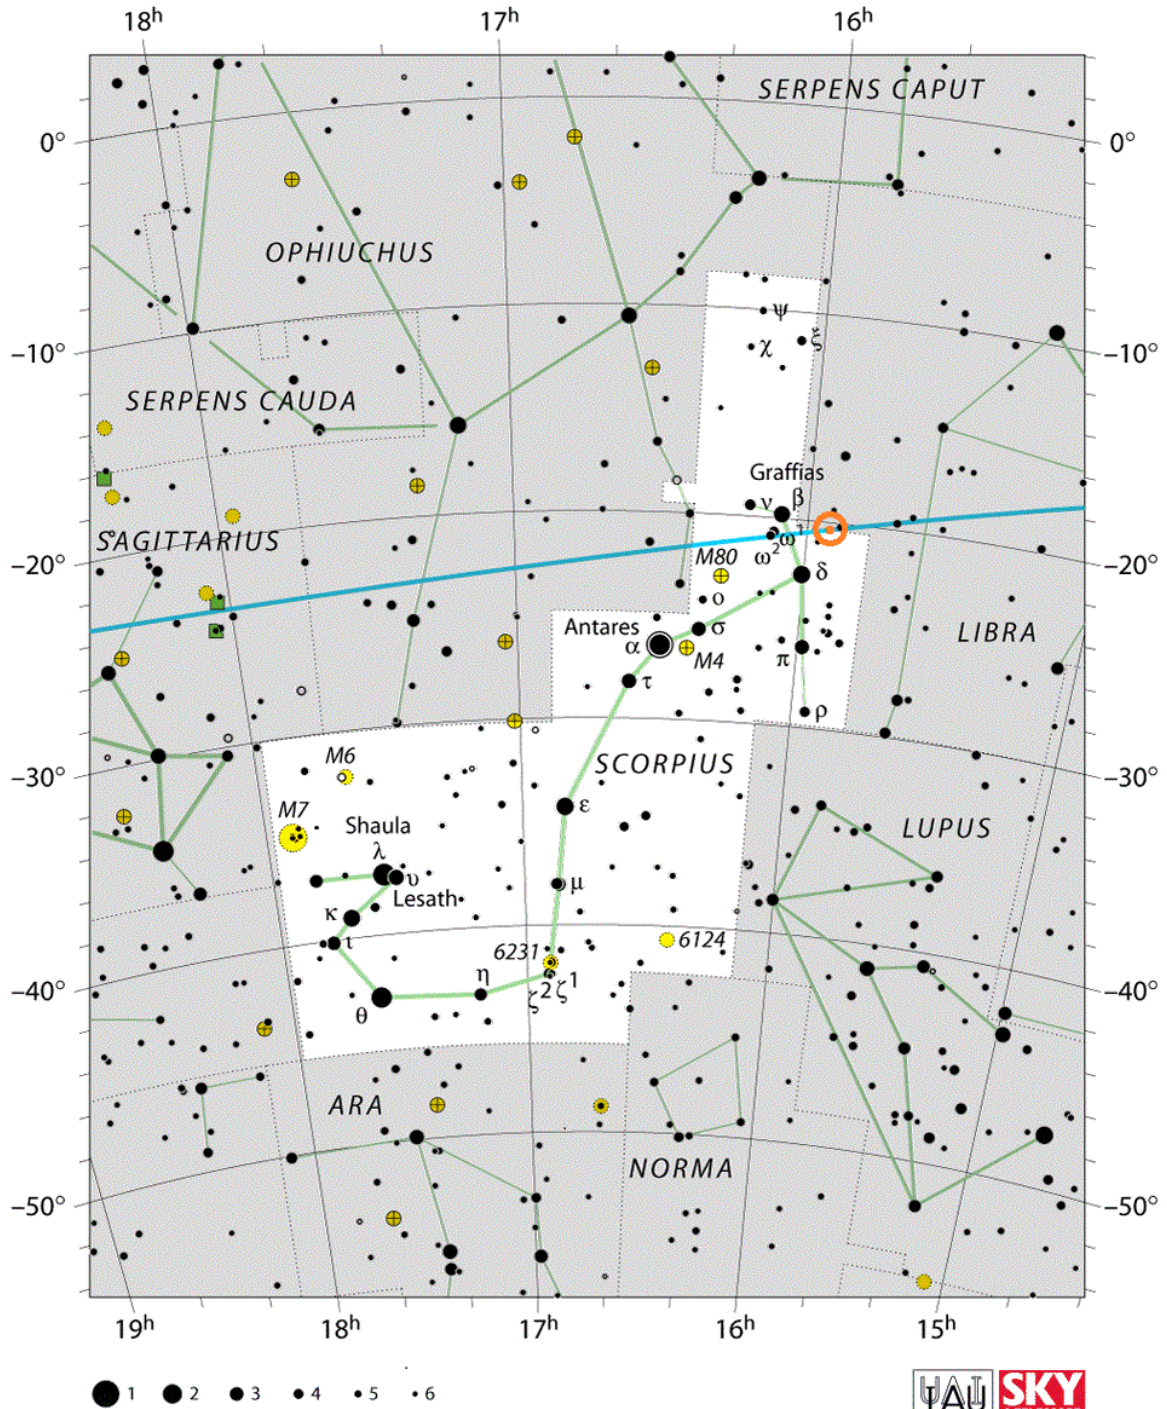 18h 17h 16h
SERPENS CAPUT
0° 0°
OPHIUCHUS
ψ
ξ
χ
–10° –10°
SERPENS CAUDA
Graffias
ν β
SAGITTARIUS
ω1
ω2
M80
–20° –20°
δ
ο
Antares σ
α
LIBRA
M4
π
τ
ρ
SCORPIUS
M6
–30° –30°
ε
M7
Shaula
LUPUS
λ
υ
μ
Lesath
κ
ι
6231 6124
η
ζ2 ζ1
–40° –40°
θ
ARA
NORMA
–50° –50°
19h 18h 17h 16h 15h
1 2 3 4 5 6
IAU SKY